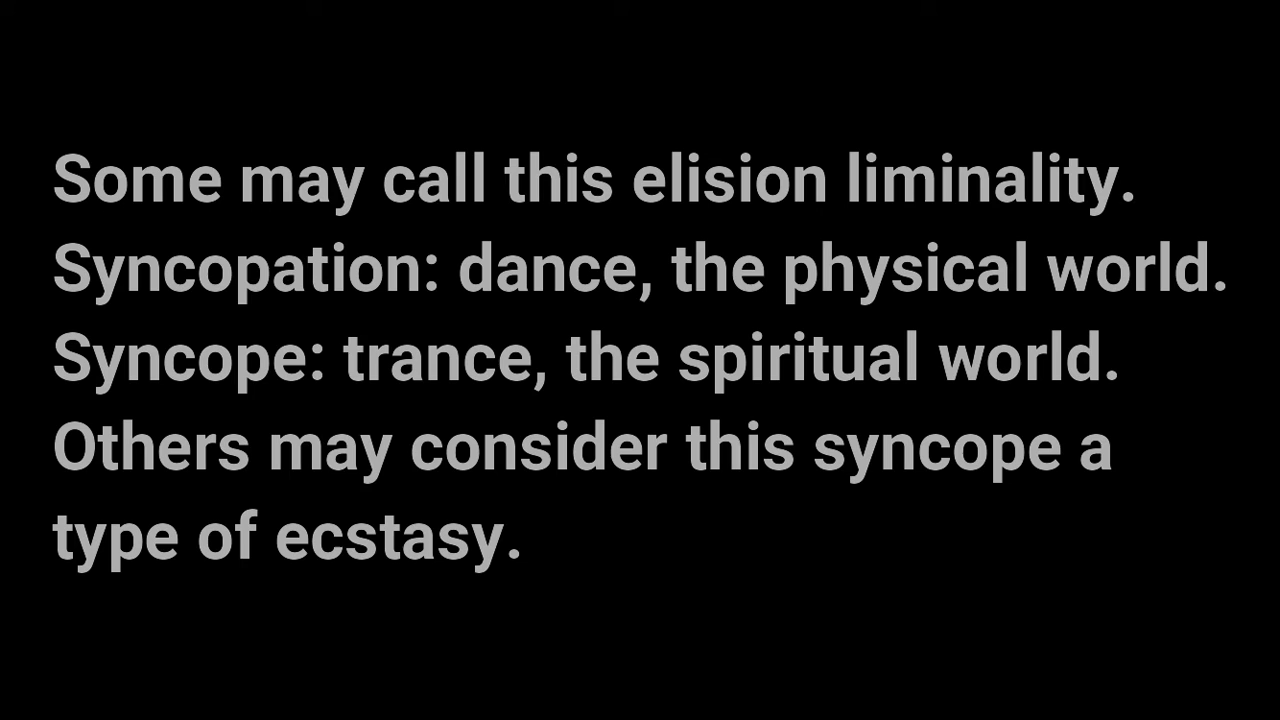 Some may call this elision liminality.
Syncopation: dance, the physical world.
Syncope: trance, the spiritual world.
Others may consider this syncope a
type of ecstasy.